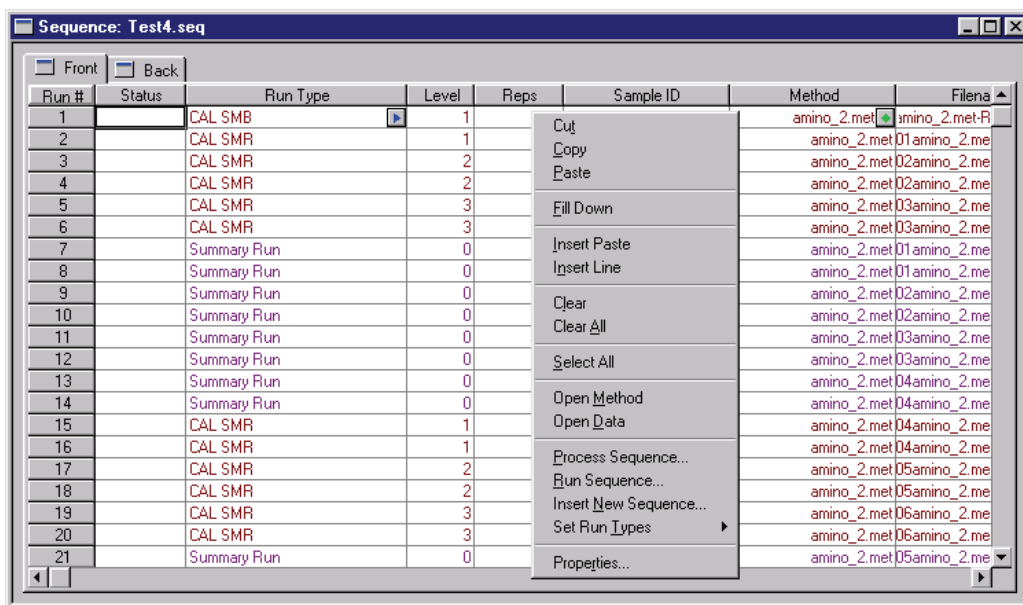 Sequence: Test4.seq
Front Back
Run # Status Run Type Level Reps Sample ID Method Filena
1 CAL SMB 1 amino_2.met amino_2.met-R
2 CAL SMR 1 amino_2.met 01amino_2.me
3 CAL SMR 2 amino_2.met 02amino_2.me
4 CAL SMR 2 amino_2.met 02amino_2.me
5 CAL SMR 3 amino_2.met 03amino_2.me
6 CAL SMR 3 amino_2.met 03amino_2.me
7 Summary Run 0 amino_2.met 01amino_2.me
8 Summary Run 0 amino_2.met 01amino_2.me
9 Summary Run 0 amino_2.met 02amino_2.me
10 Summary Run 0 amino_2.met 02amino_2.me
11 Summary Run 0 amino_2.met 03amino_2.me
12 Summary Run 0 amino_2.met 03amino_2.me
13 Summary Run 0 amino_2.met 04amino_2.me
14 Summary Run 0 amino_2.met 04amino_2.me
15 CAL SMR 1 amino_2.met 04amino_2.me
16 CAL SMR 1 amino_2.met 04amino_2.me
17 CAL SMR 2 amino_2.met 05amino_2.me
18 CAL SMR 2 amino_2.met 05amino_2.me
19 CAL SMR 3 amino_2.met 06amino_2.me
20 CAL SMR 3 amino_2.met 06amino_2.me
21 Summary Run 0 amino_2.met 05amino_2.me
Cut
Copy
Paste
Fill Down
Insert Paste
Insert Line
Clear
Clear All
Select All
Open Method
Open Data
Process Sequence...
Run Sequence...
Insert New Sequence...
Set Run Types
Properties...